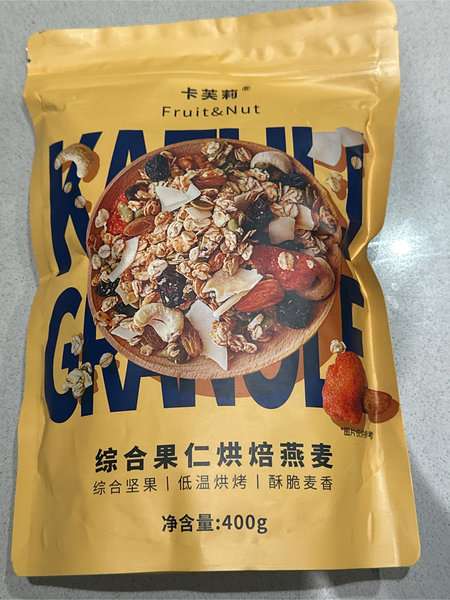 卡芙莉®
Fruit&Nut
综合果仁烘焙燕麦
综合坚果 | 低温烘烤 | 酥脆麦香
净含量:400g